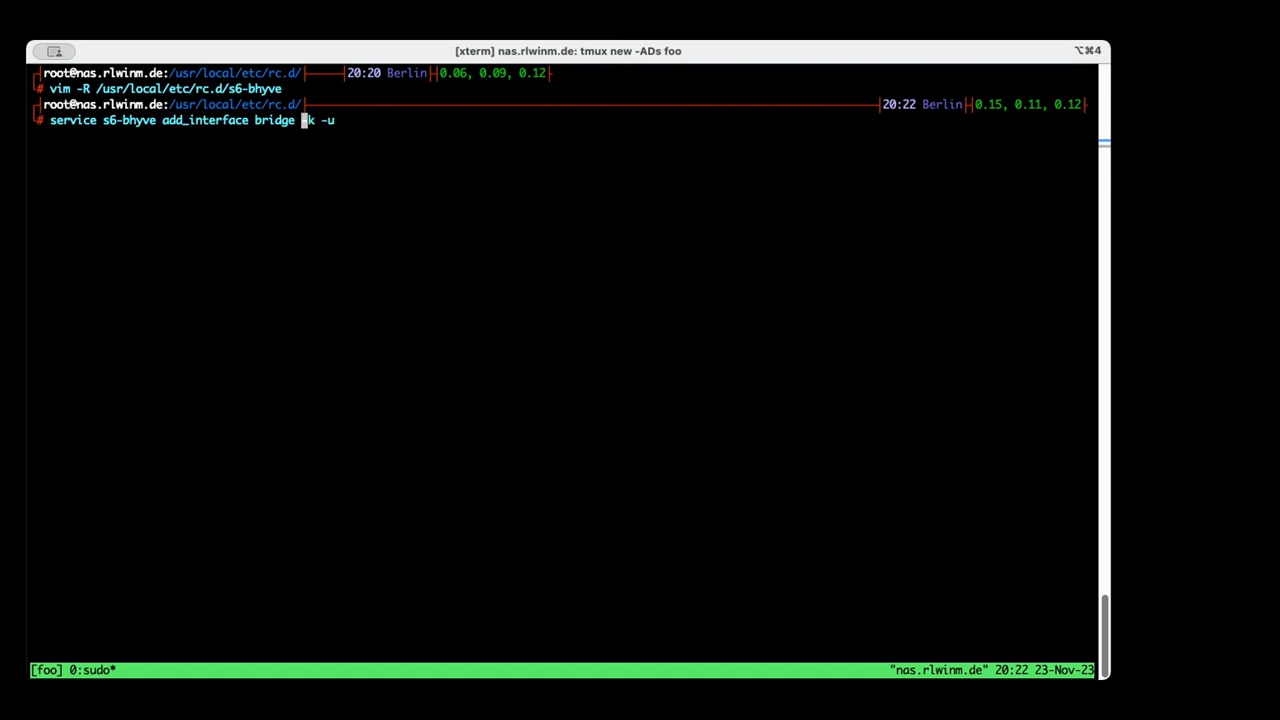 [xterm] nas.rlwinm.de: tmux new -ADs foo
⌥⌘4
root@nas.rlwinm.de:/usr/local/etc/rc.d/ 20:20 Berlin 0.06, 0.09, 0.12
# vim -R /usr/local/etc/rc.d/s6-bhyve
root@nas.rlwinm.de:/usr/local/etc/rc.d/ 20:22 Berlin 0.15, 0.11, 0.12
# service s6-bhyve add_interface bridge -k -u
[foo] 0:sudo* "nas.rlwinm.de" 20:22 23-Nov-23